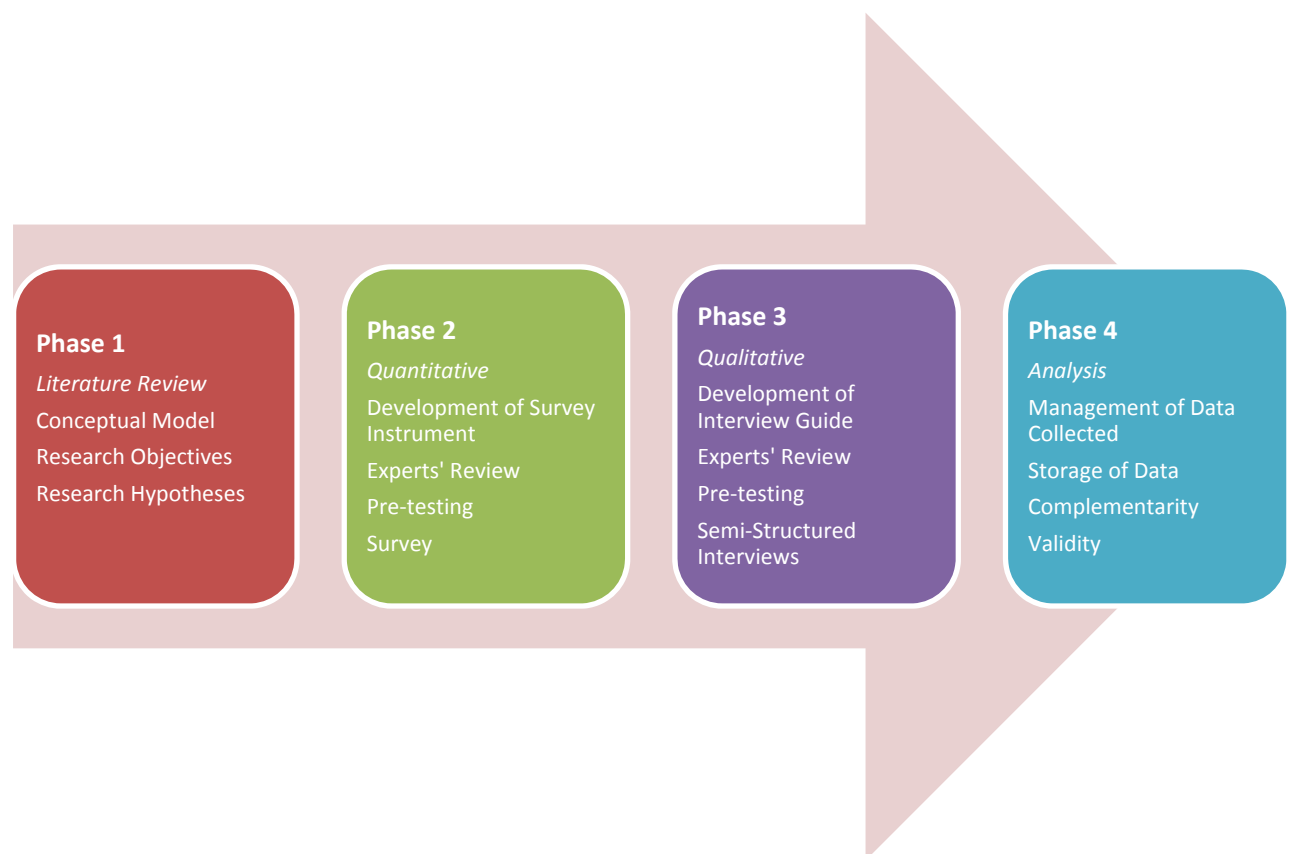 Phase 1
Literature Review
Conceptual Model
Research Objectives
Research Hypotheses
Phase 2
Quantitative
Development of Survey
Instrument
Experts' Review
Pre-testing
Survey
Phase 3
Qualitative
Development of
Interview Guide
Experts' Review
Pre-testing
Semi-Structured
Interviews
Phase 4
Analysis
Management of Data
Collected
Storage of Data
Complementarity
Validity